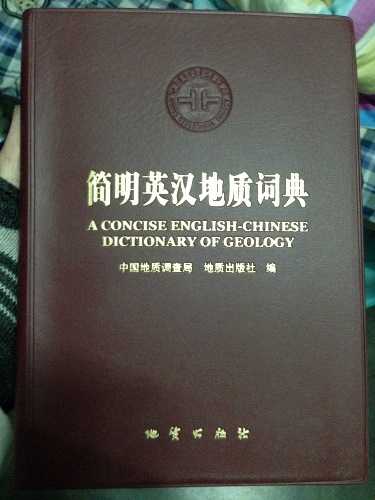 简明英汉地质词典
A CONCISE ENGLISH-CHINESE
DICTIONARY OF GEOLOGY
中国地质调查局 地质出版社 编
地质出版社